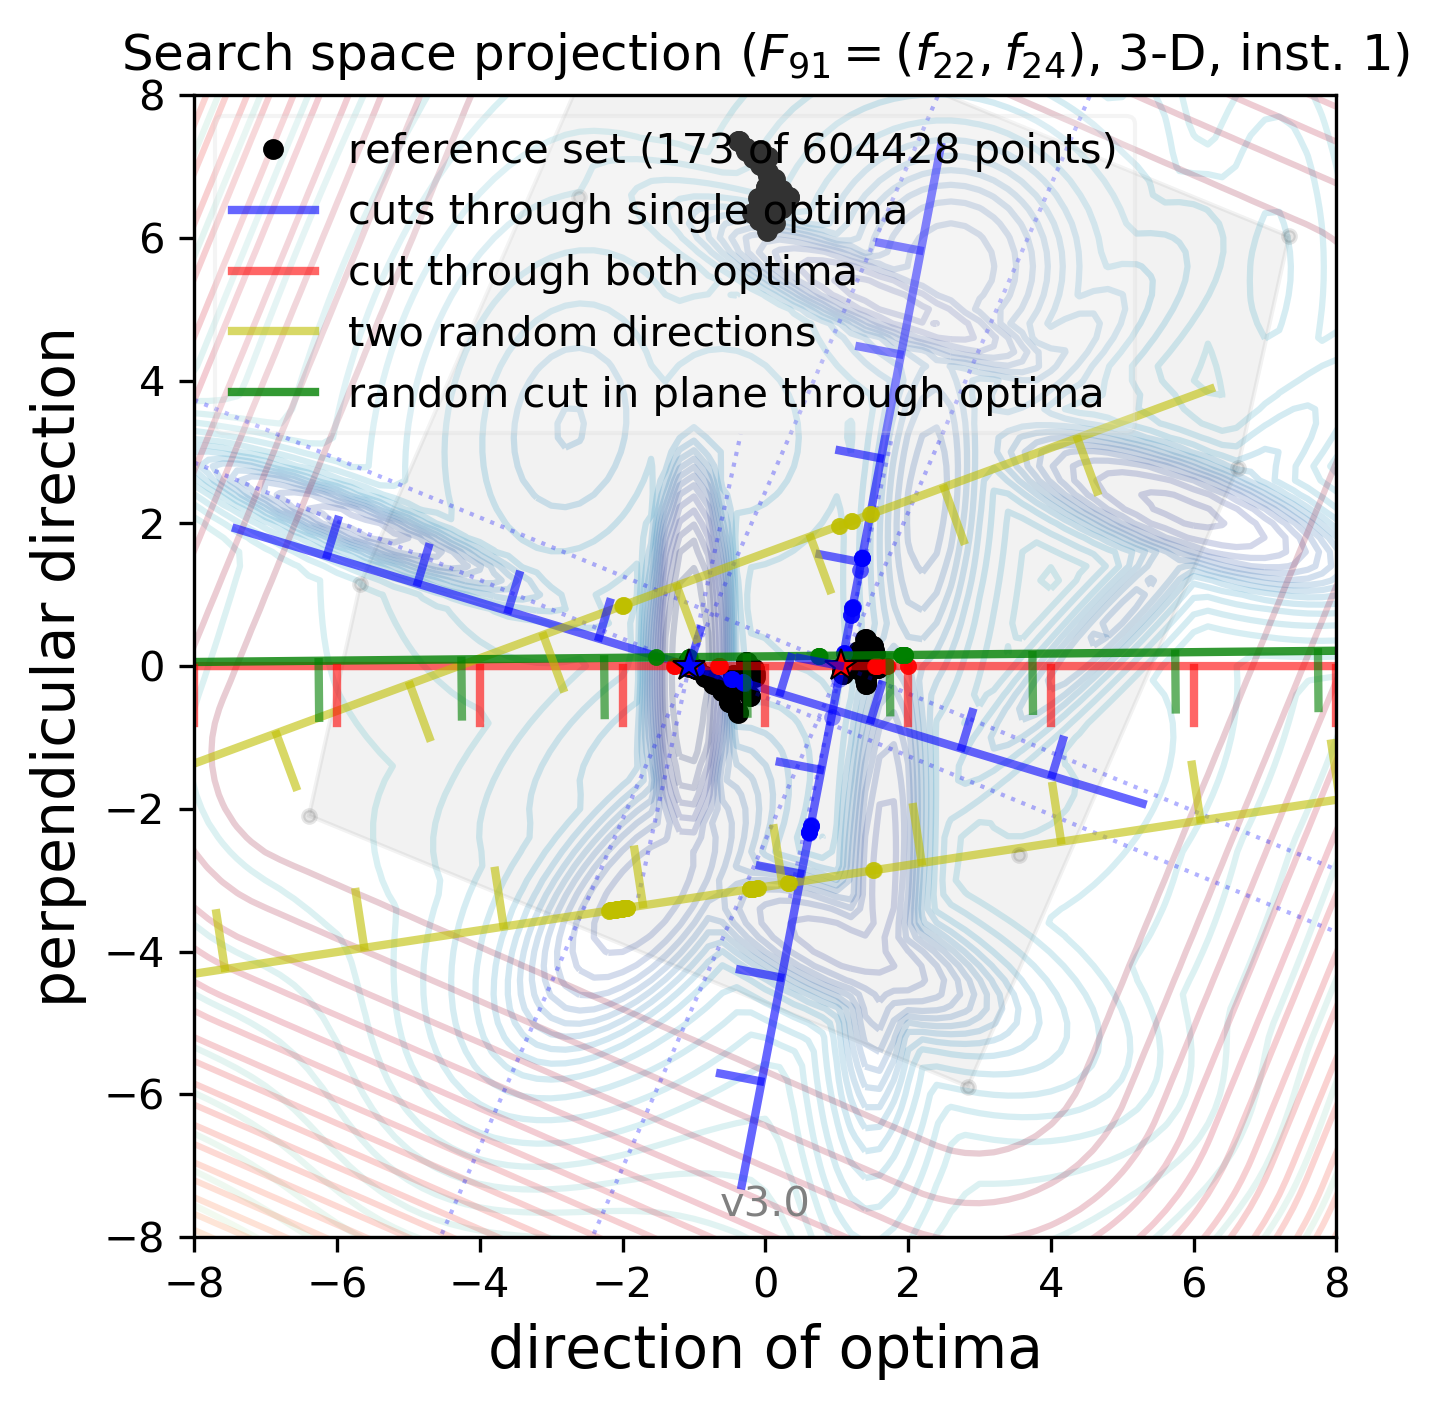 Search space projection (F₉₁ = (f₂₂, f₂₄), 3-D, inst. 1)
8
6
4
2
0
−2
−4
−6
−8
perpendicular direction
reference set (173 of 604428 points)
cuts through single optima
cut through both optima
two random directions
random cut in plane through optima
v3.0
−8 −6 −4 −2 0 2 4 6 8
direction of optima